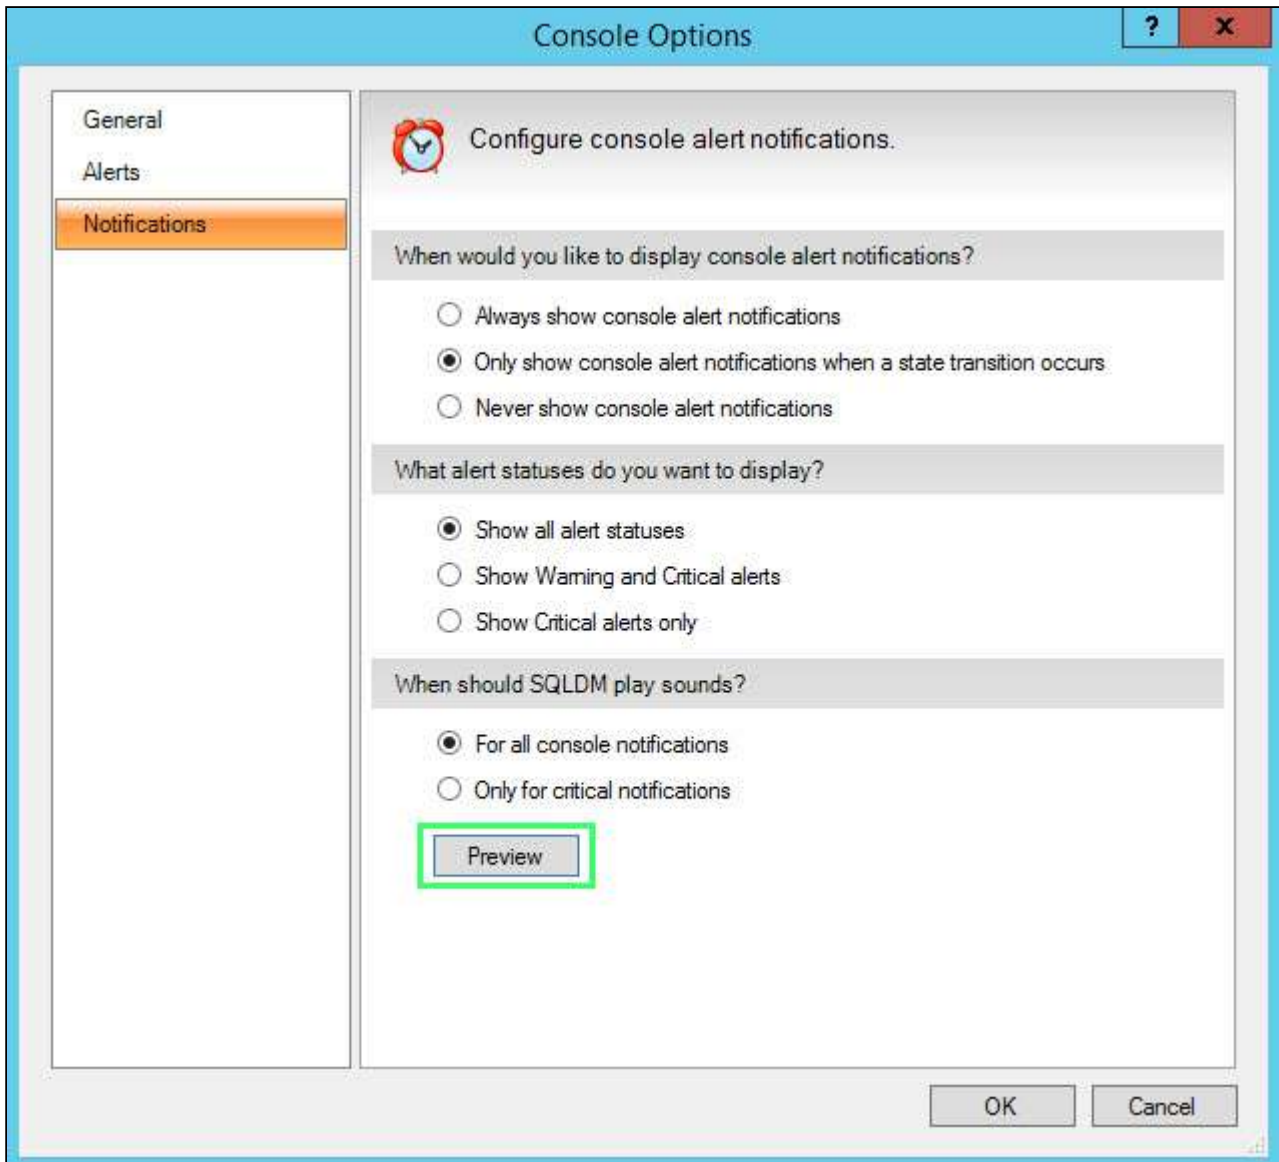 Console Options
?
x
General
Alerts
Notifications
Configure console alert notifications.
When would you like to display console alert notifications?
Always show console alert notifications
Only show console alert notifications when a state transition occurs
Never show console alert notifications
What alert statuses do you want to display?
Show all alert statuses
Show Warning and Critical alerts
Show Critical alerts only
When should SQLDM play sounds?
For all console notifications
Only for critical notifications
Preview
OK
Cancel